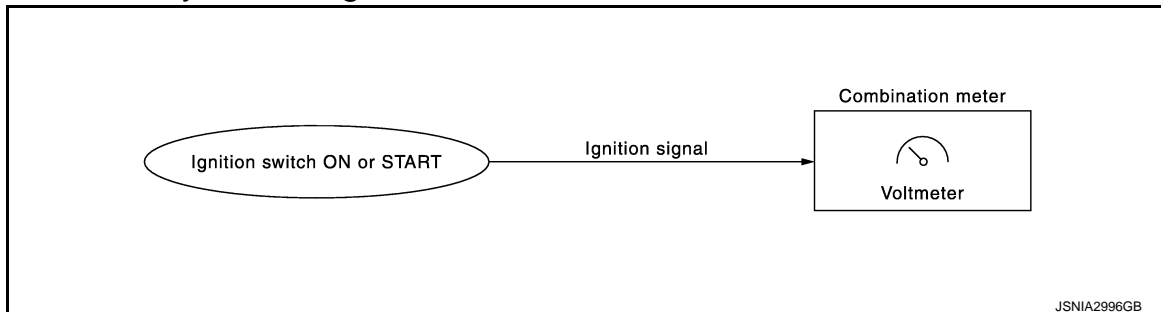 Combination meter
Ignition switch ON or START
Ignition signal
Voltmeter
JSNIA2996GB